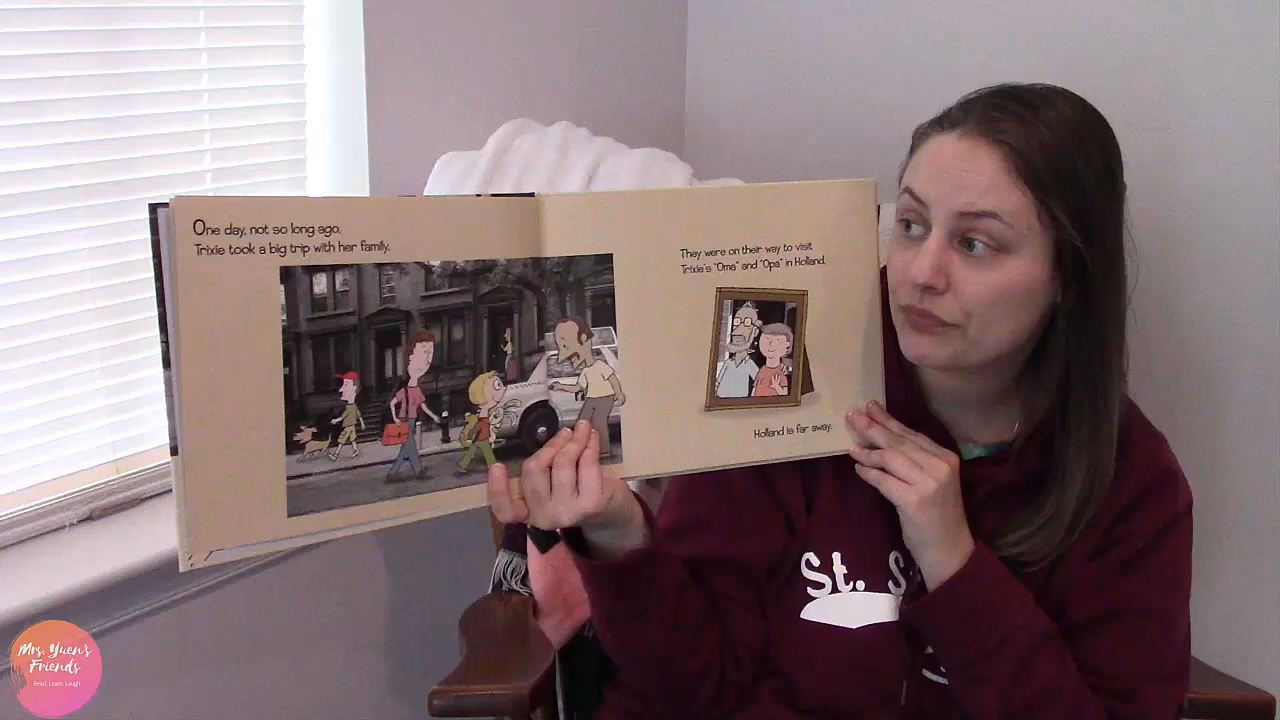 One day, not so long ago,
Trixie took a big trip with her family.
They were on their way to visit
Trixie's "Oma" and "Opa" in Holland.
Holland is far away.
St. S
Mrs. Yuen's
Friends
Read. Learn. Laugh